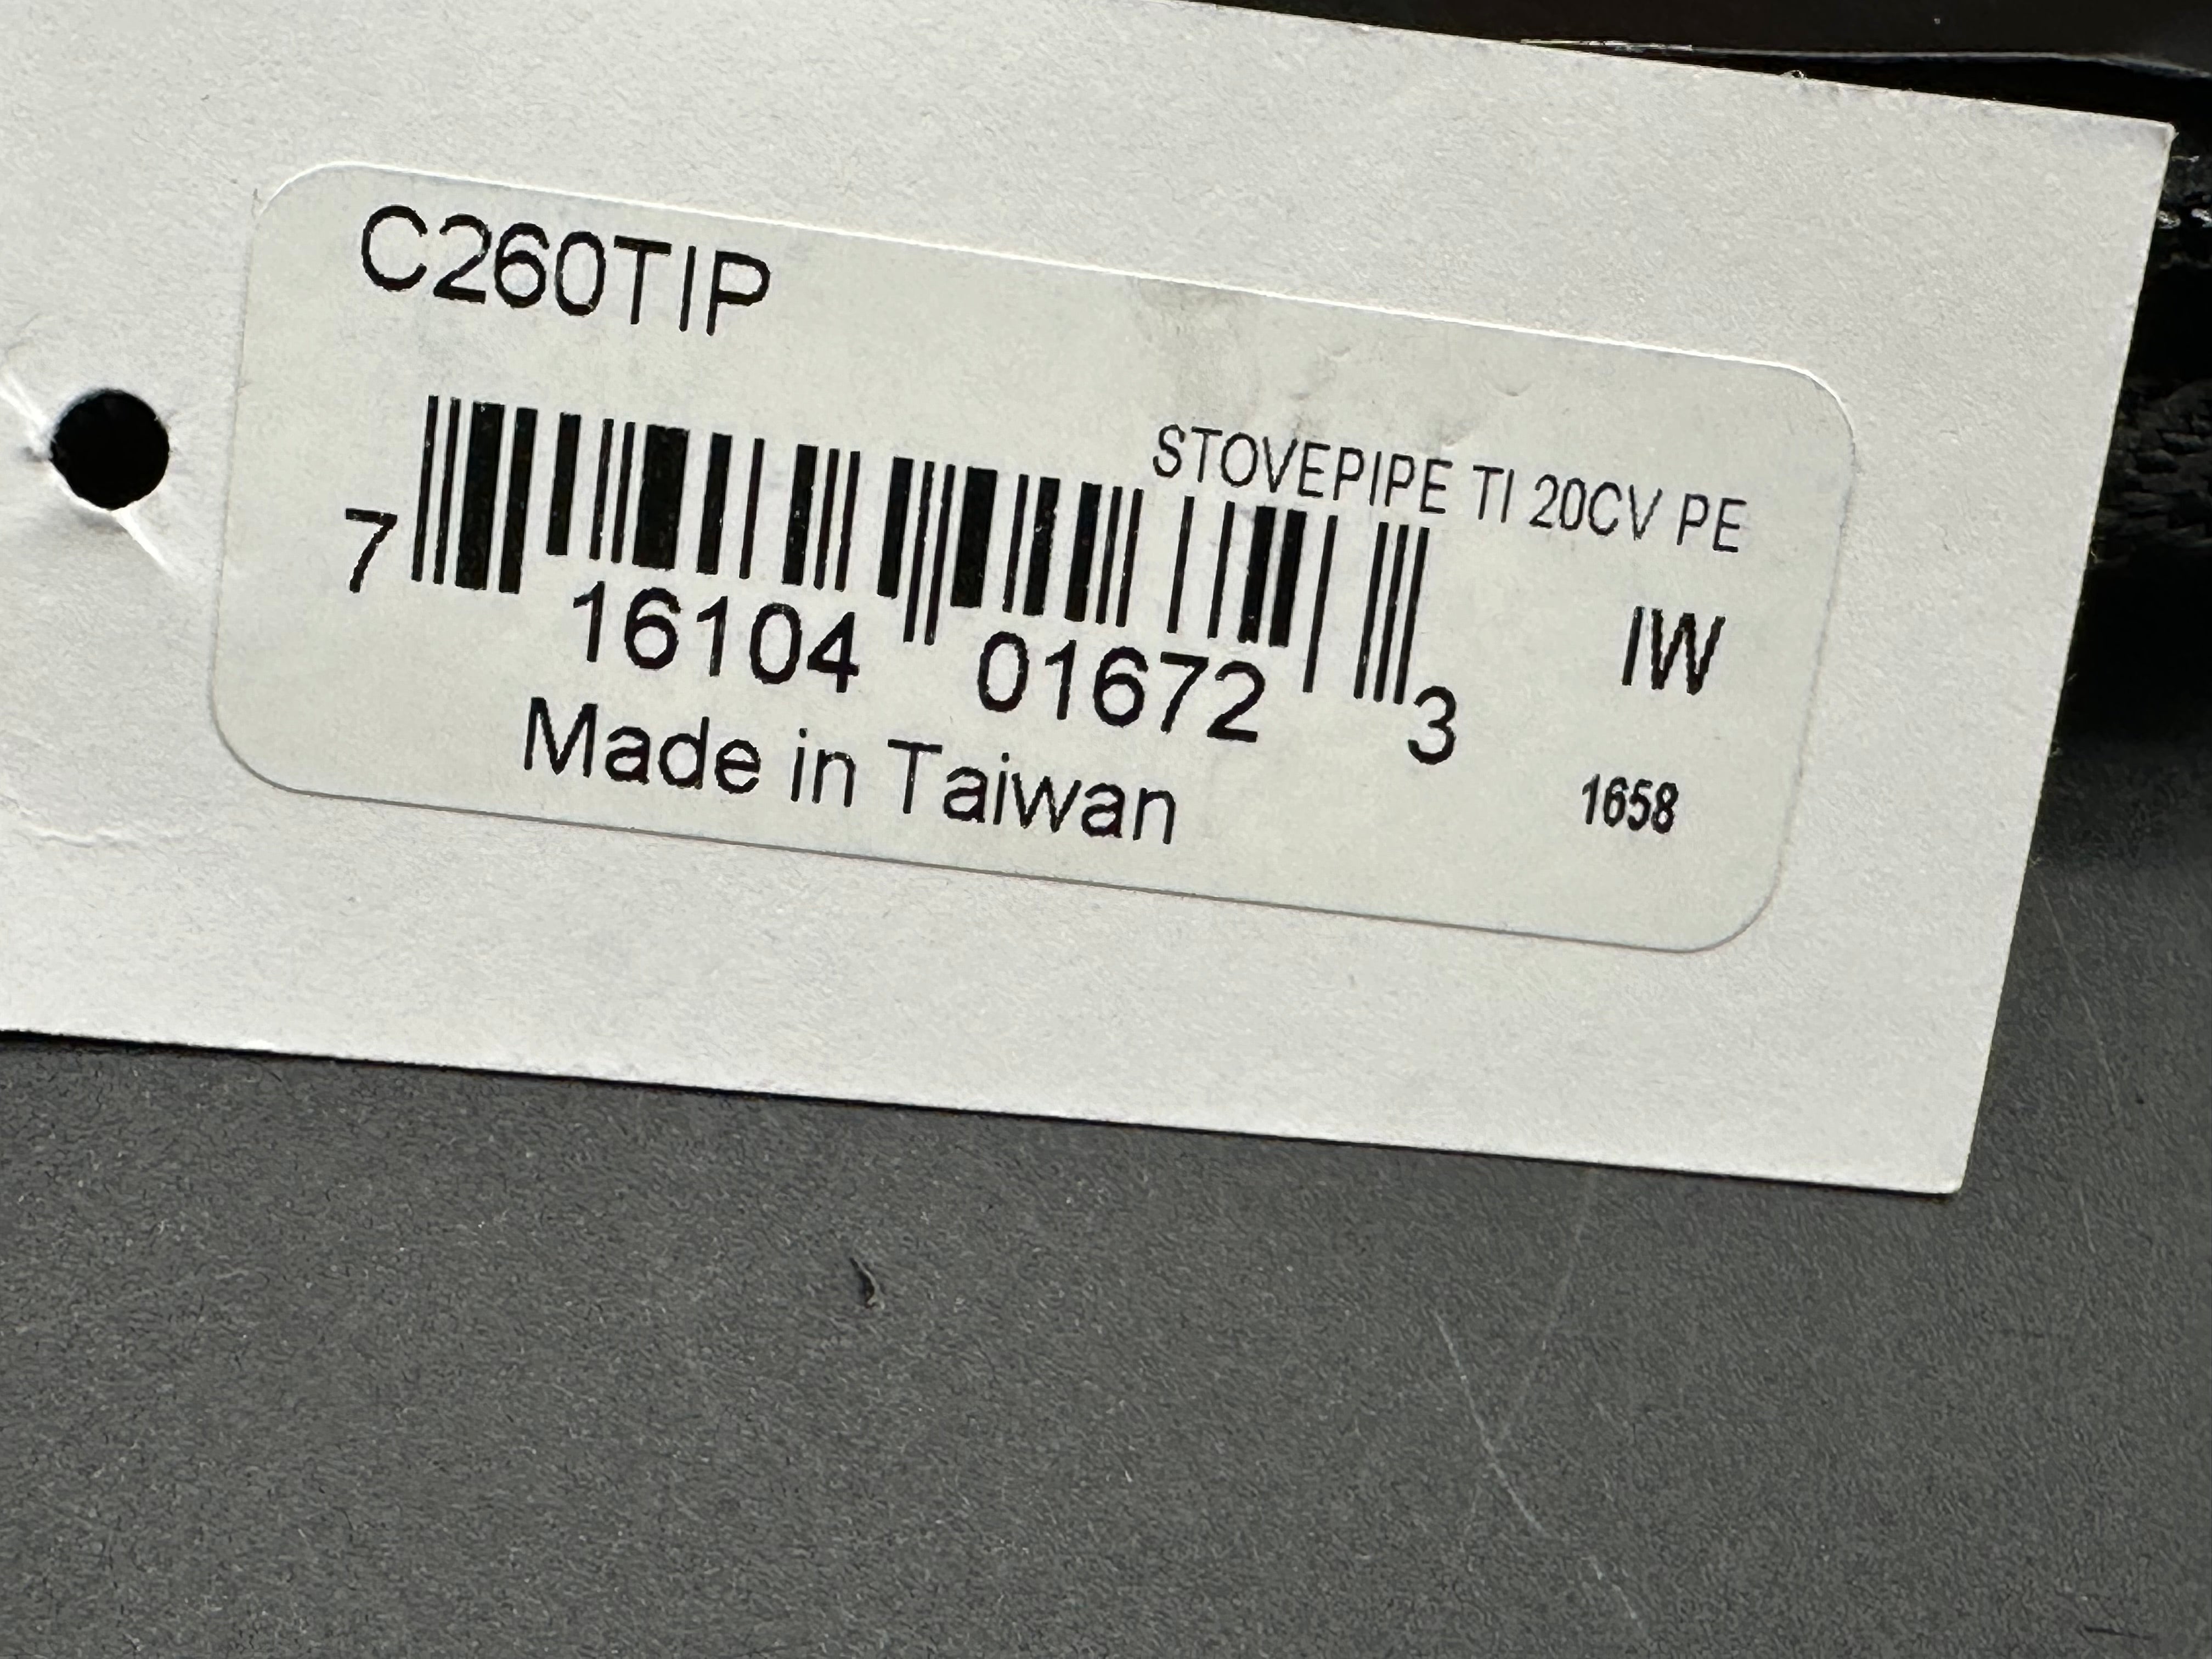 C260TIP
STOVEPIPE TI 20CV PE
7 16104 01672 3
IW
Made in Taiwan
1658